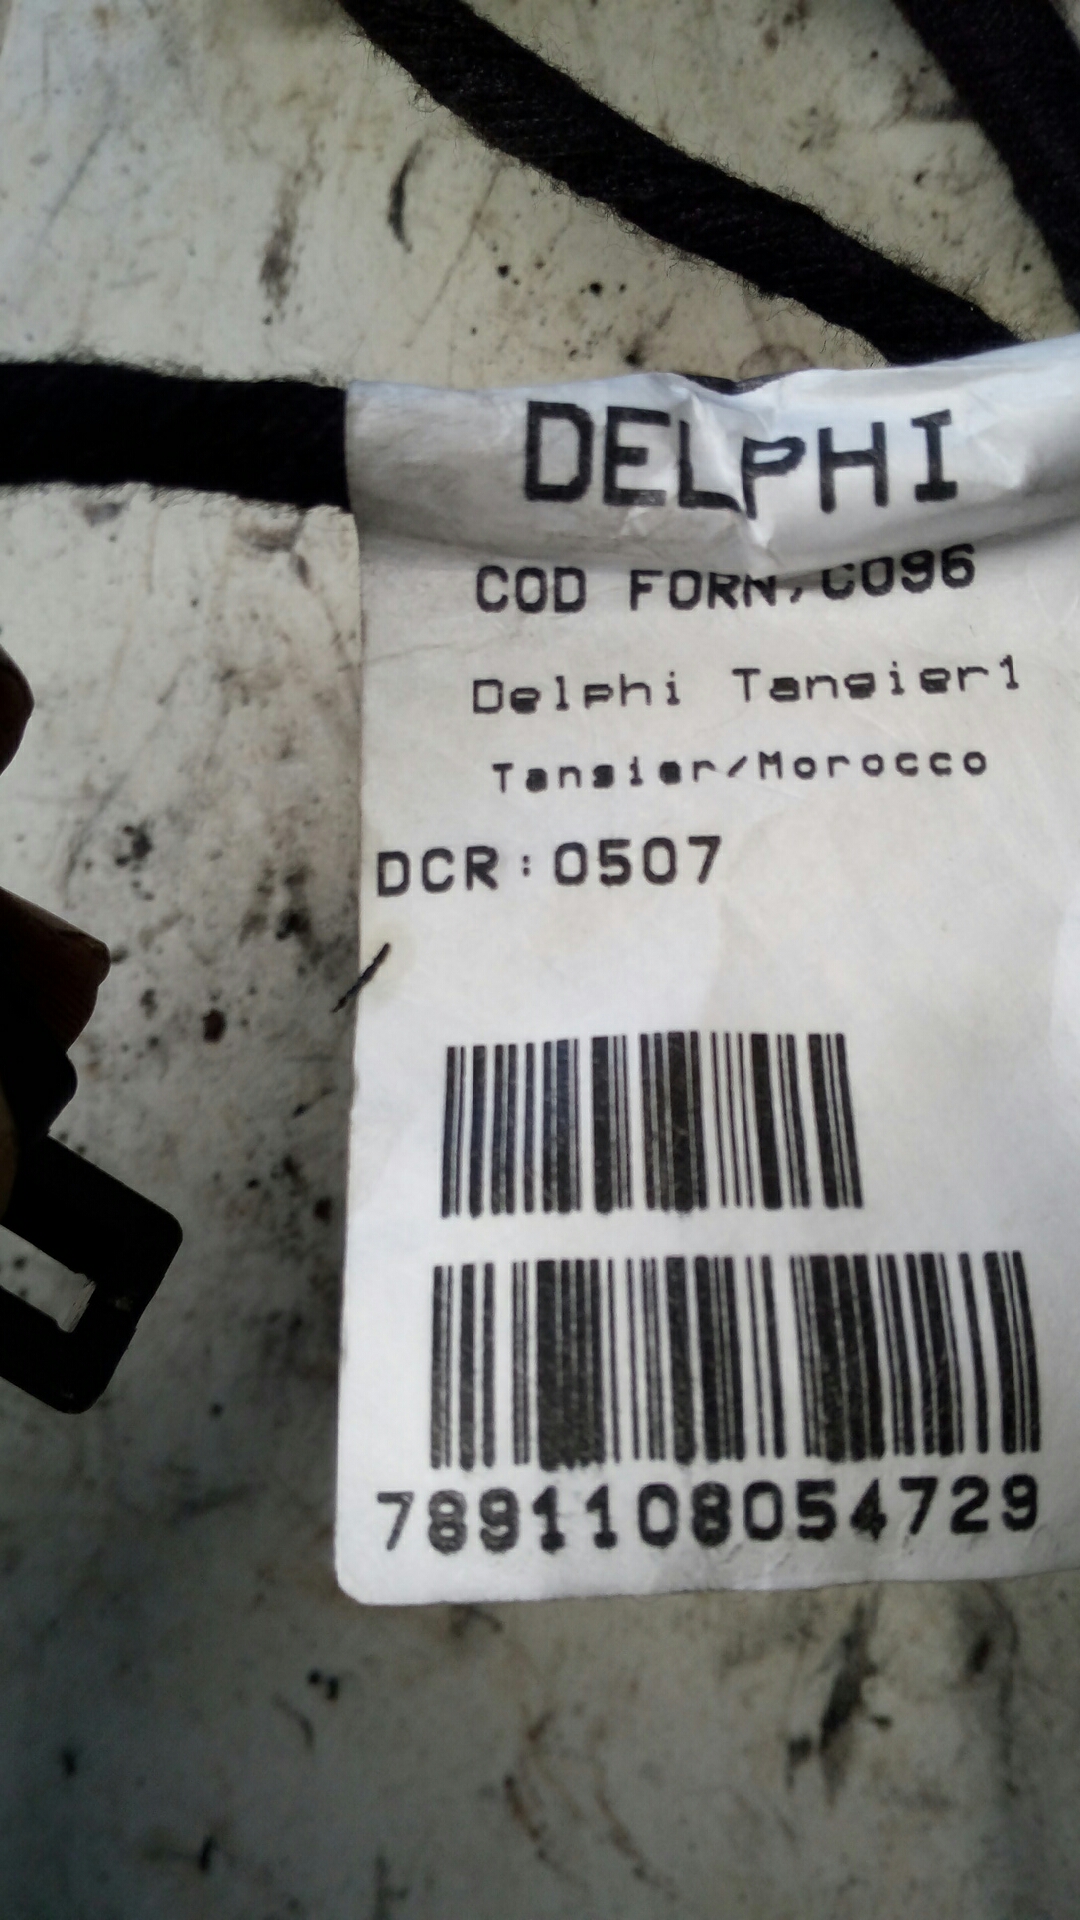 DELPHI
COD FORN,C096
Delphi Tangier1
Tangier/Morocco
DCR:0507
7891108054729